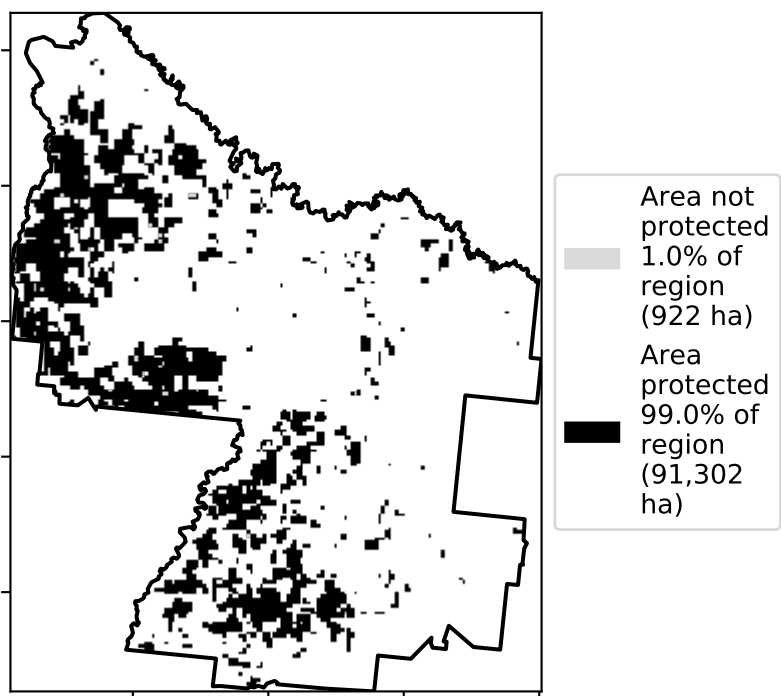 Area not
protected
1.0% of
region
(922 ha)
Area
protected
99.0% of
region
(91,302
ha)